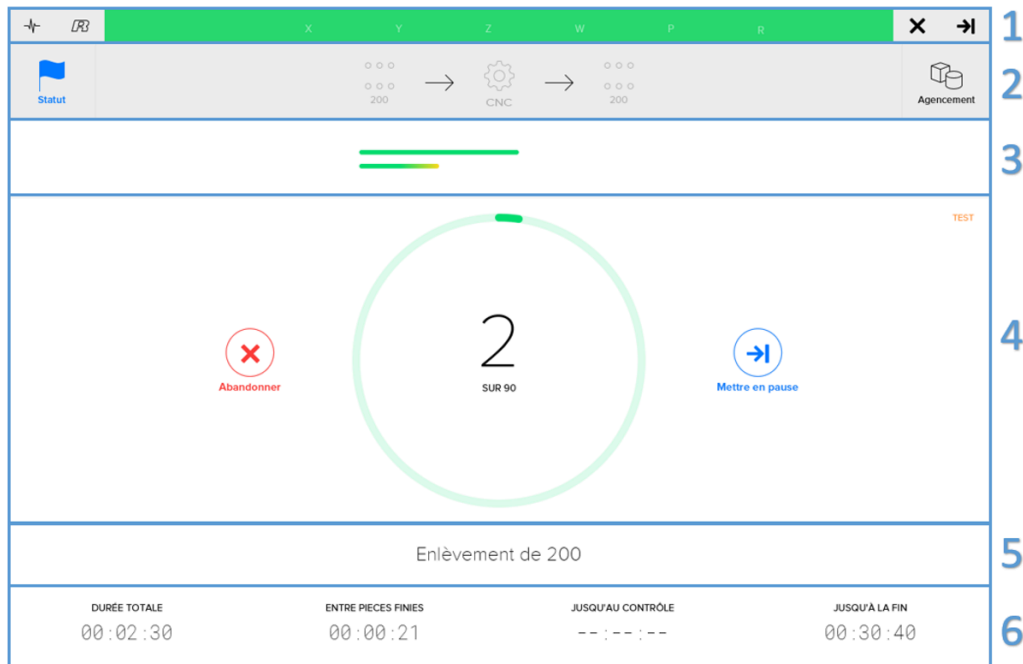 X Y Z W P R
1
Statut
200
CNC
200
Agencement
2
3
TEST
2
SUR 90
Abandonner
Mettre en pause
4
Enlèvement de 200
5
DURÉE TOTALE
00:02:30
ENTRE PIECES FINIES
00:00:21
JUSQU'AU CONTRÔLE
--:--:--
JUSQU'À LA FIN
00:30:40
6